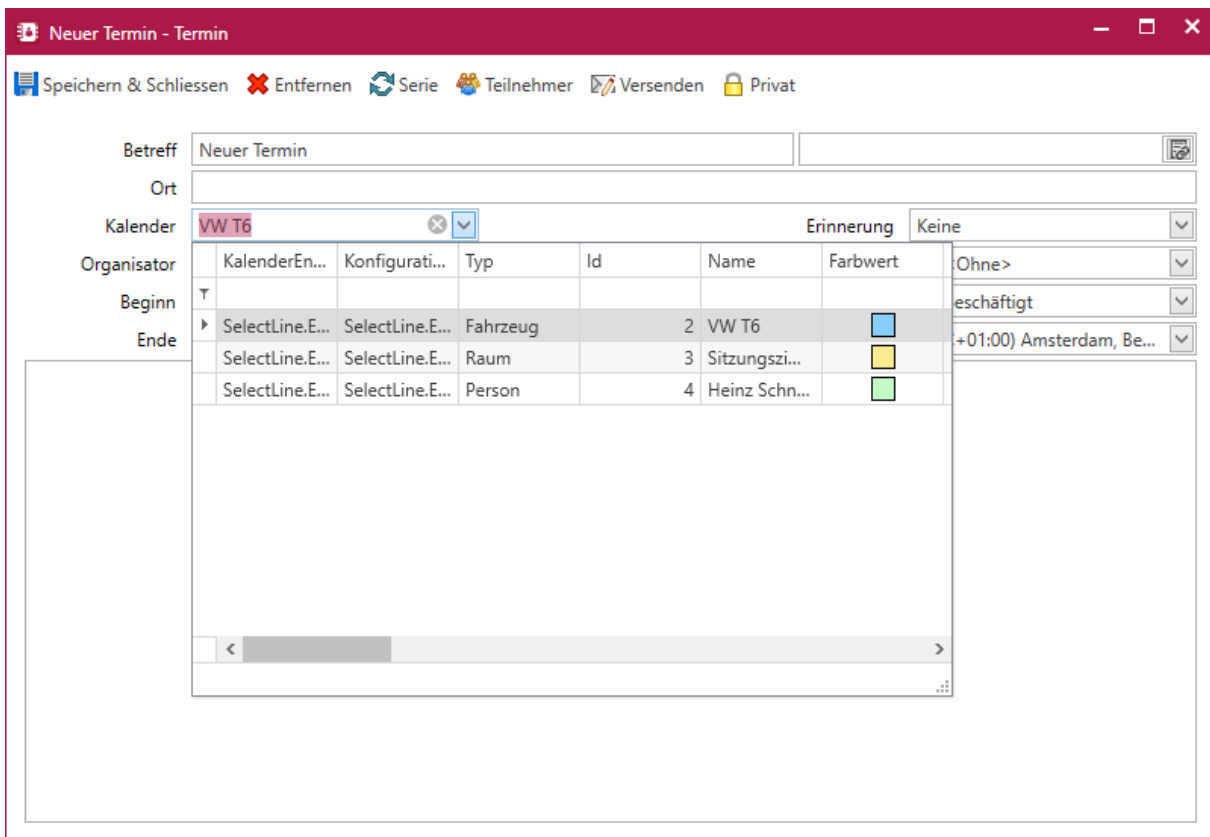 Neuer Termin - Termin
Speichern & Schliessen Entfernen Serie Teilnehmer Versenden Privat
Betreff Neuer Termin
Ort
Kalender VW T6 Erinnerung Keine
Organisator <Ohne>
Beginn eschäftigt
Ende +01:00) Amsterdam, Be...
KalenderEn... Konfigurati... Typ Id Name Farbwert
SelectLine.E... SelectLine.E... Fahrzeug 2 VW T6
SelectLine.E... SelectLine.E... Raum 3 Sitzungszi...
SelectLine.E... SelectLine.E... Person 4 Heinz Schn...